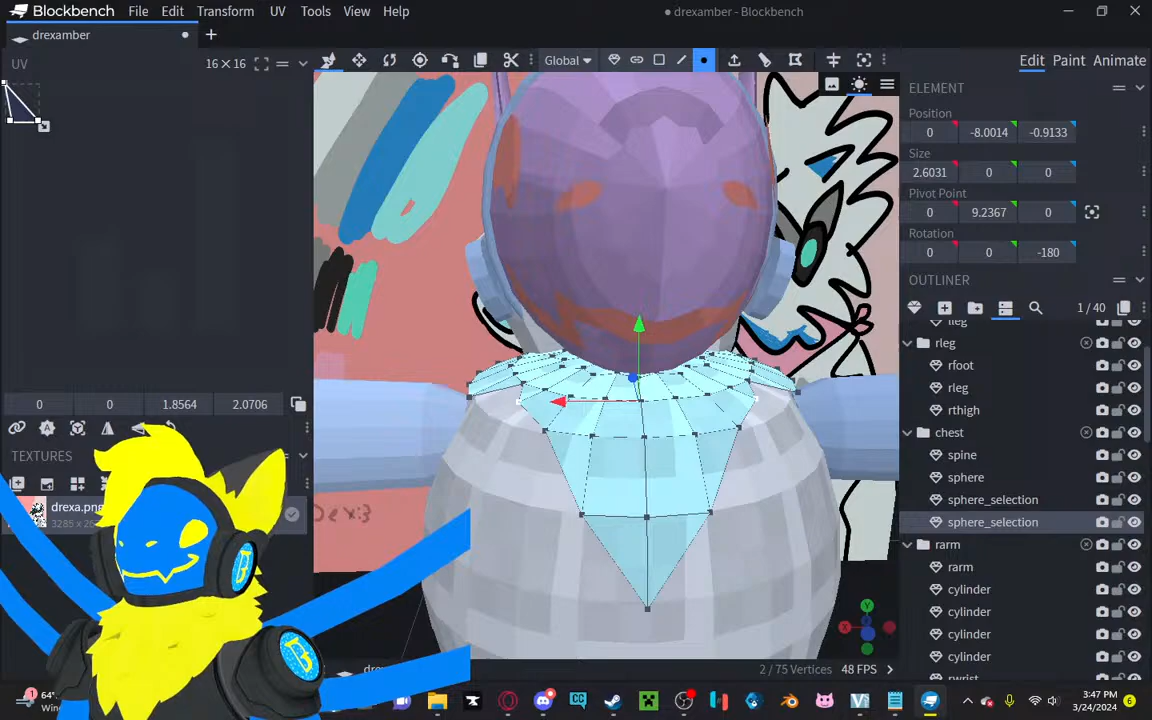 Blockbench File Edit Transform UV Tools View Help drexamber - Blockbench
drexamber
UV 16 × 16 Global Edit Paint Animate
ELEMENT
Position
0 -8.0014 -0.9133
Size
2.6031 0 0
Pivot Point
0 9.2367 0
Rotation
0 0 -180
OUTLINER
1 / 40
lleg
rleg
rfoot
rleg
rthigh
chest
spine
sphere
sphere_selection
sphere_selection
rarm
rarm
cylinder
cylinder
cylinder
cylinder
0 0 1.8564 2.0706
TEXTURES
drexa.png
2 / 75 Vertices 48 FPS
64°
3:47 PM
3/24/2024
6